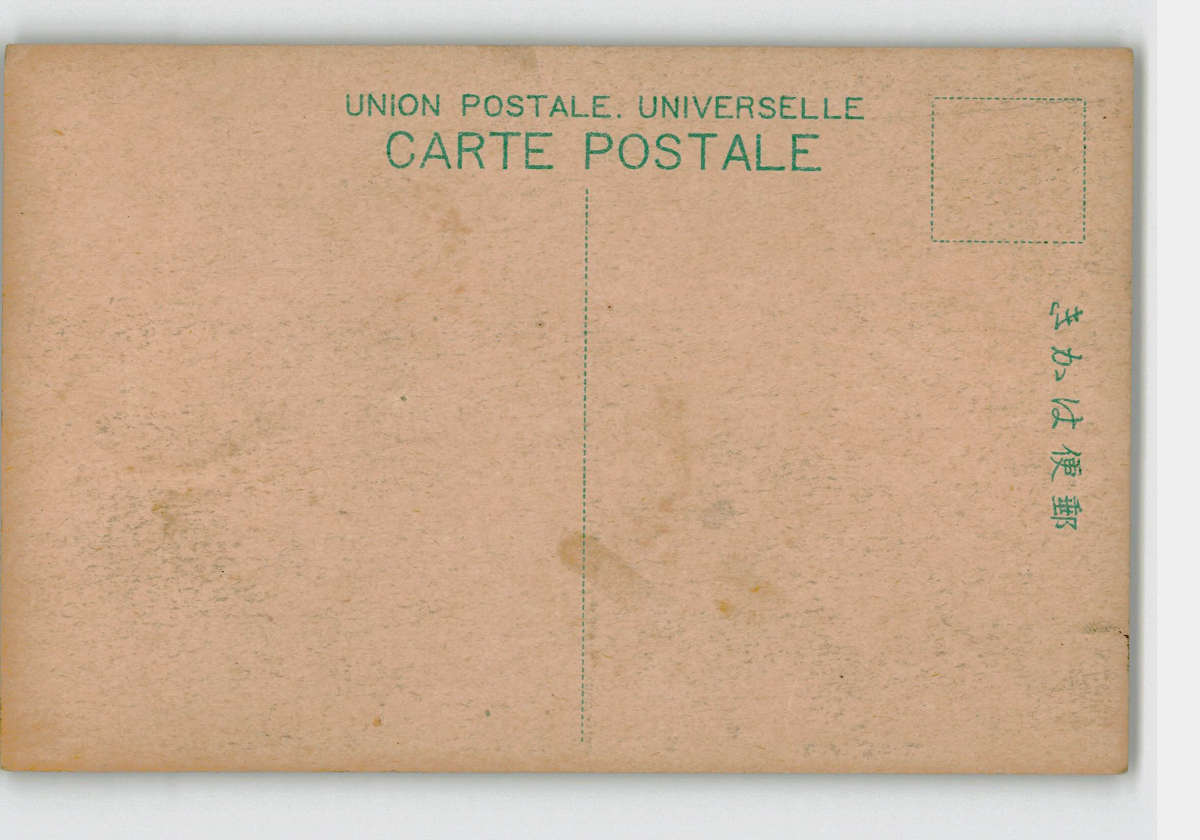 UNION POSTALE. UNIVERSELLE
CARTE POSTALE
郵便はかき